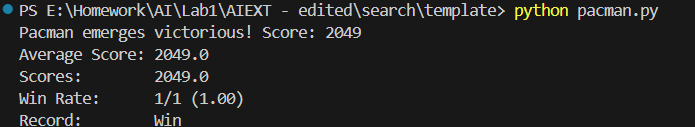 PS E:\Homework\AI\Lab1\AIEXT - edited\search\template> python pacman.py
Pacman emerges victorious! Score: 2049
Average Score: 2049.0
Scores:        2049.0
Win Rate:      1/1 (1.00)
Record:        Win